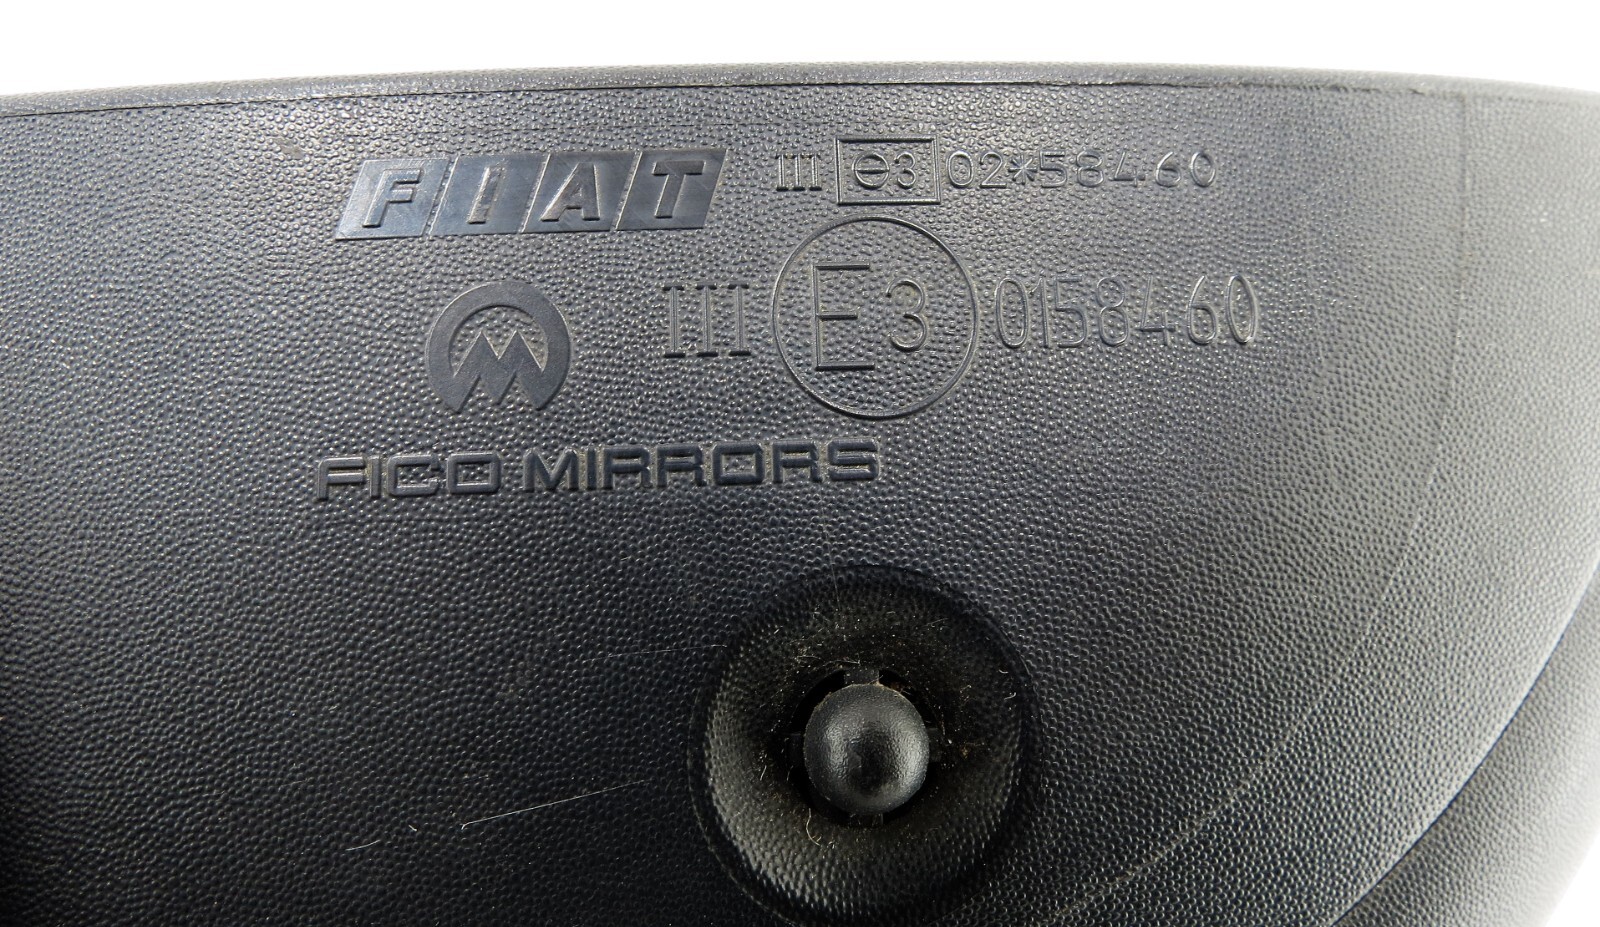 FIAT
III e3 02*58460
III E3 0158460
FICO MIRRORS